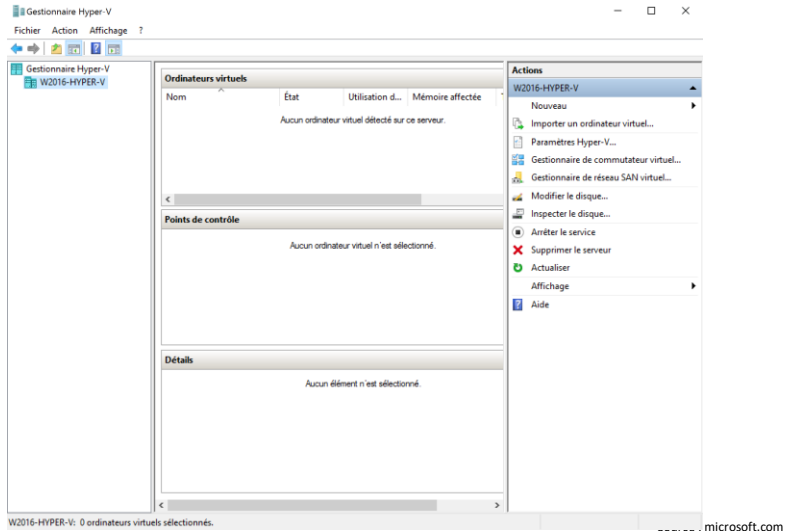 Gestionnaire Hyper-V
Fichier Action Affichage ?
Gestionnaire Hyper-V
W2016-HYPER-V
Ordinateurs virtuels
Nom État Utilisation d... Mémoire affectée
Aucun ordinateur virtuel détecté sur ce serveur.
Points de contrôle
Aucun ordinateur virtuel n'est sélectionné.
Détails
Aucun élément n'est sélectionné.
Actions
W2016-HYPER-V
Nouveau
Importer un ordinateur virtuel...
Paramètres Hyper-V...
Gestionnaire de commutateur virtuel...
Gestionnaire de réseau SAN virtuel...
Modifier le disque...
Inspecter le disque...
Arrêter le service
Supprimer le serveur
Actualiser
Affichage
Aide
W2016-HYPER-V: 0 ordinateurs virtuels sélectionnés.
microsoft.com